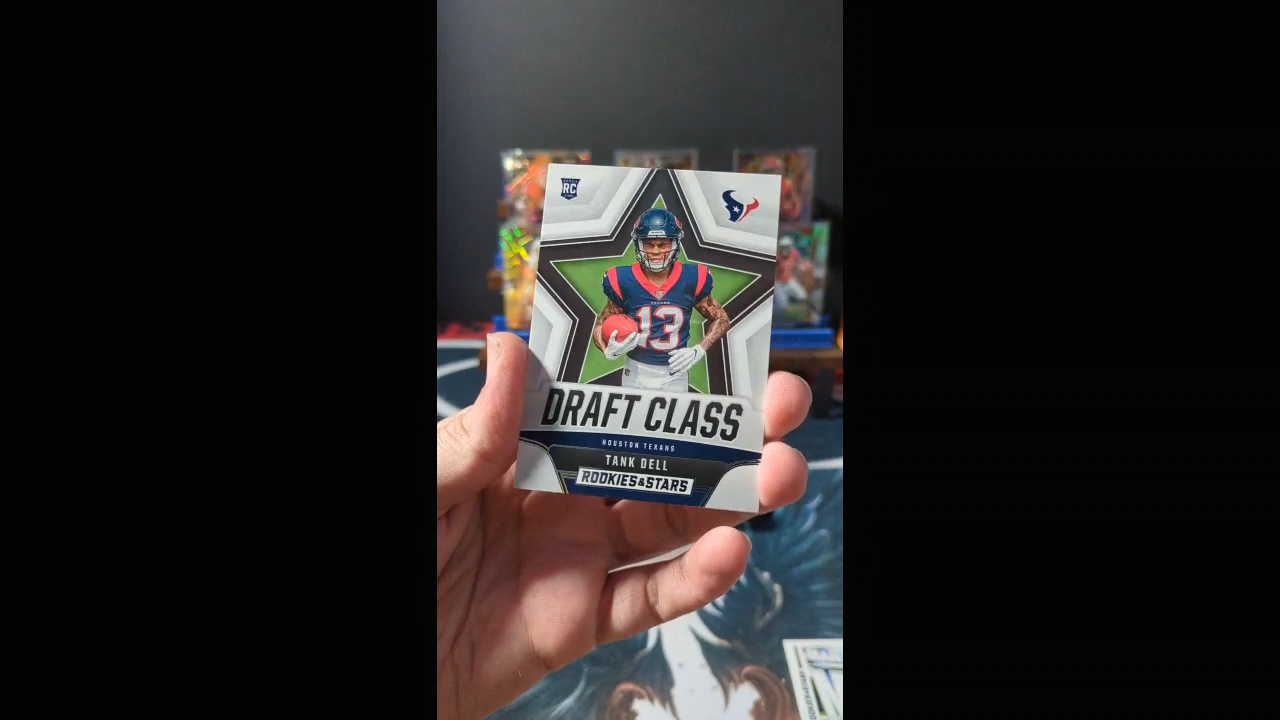 RC
TEXANS
13
DRAFT CLASS
HOUSTON TEXANS
TANK DELL
ROOKIES&STARS